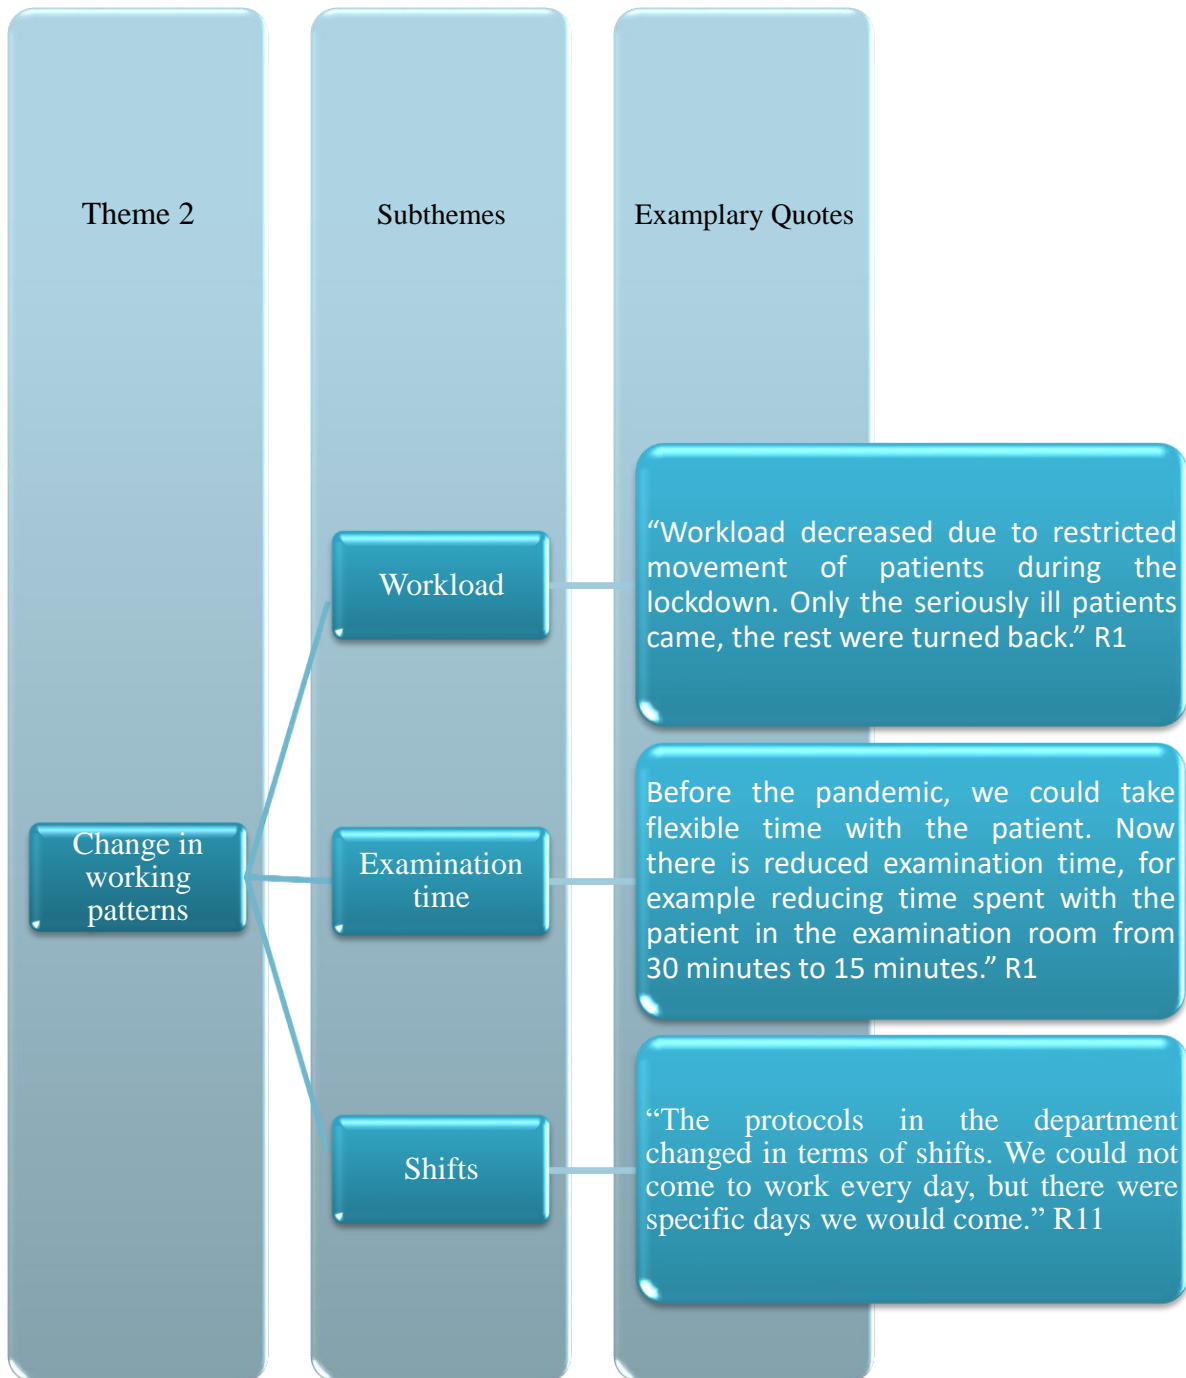 Theme 2
Subthemes
Examplary Quotes
Change in
working
patterns
Workload
“Workload decreased due to restricted
movement of patients during the
lockdown. Only the seriously ill patients
came, the rest were turned back.” R1
Examination
time
Before the pandemic, we could take
flexible time with the patient. Now
there is reduced examination time, for
example reducing time spent with the
patient in the examination room from
30 minutes to 15 minutes.” R1
Shifts
“The protocols in the department
changed in terms of shifts. We could not
come to work every day, but there were
specific days we would come.” R11